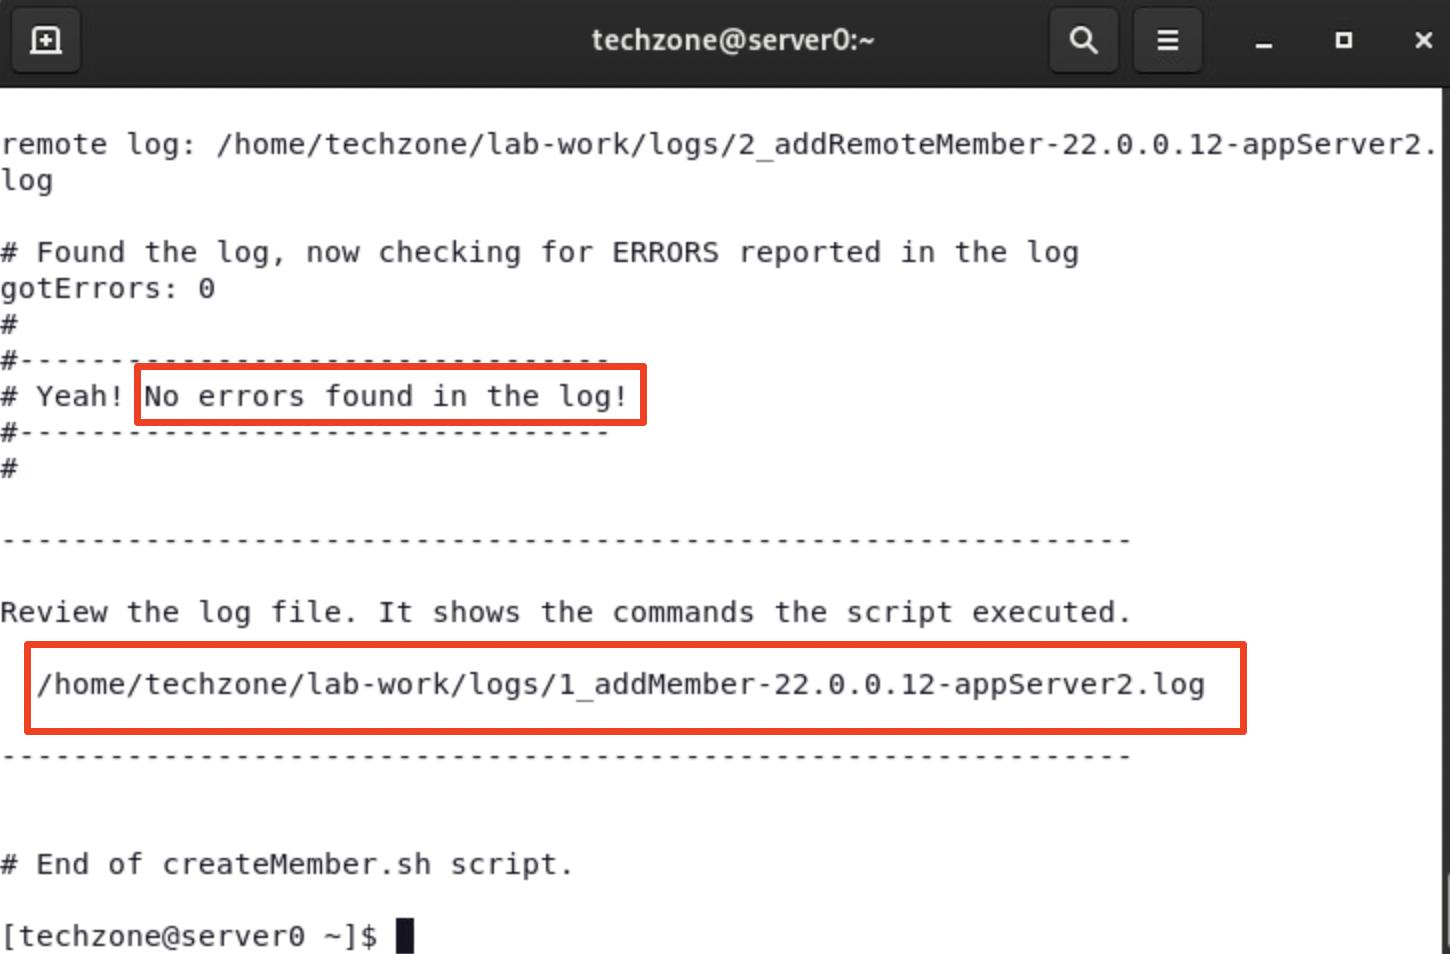 techzone@server0:~
remote log: /home/techzone/lab-work/logs/2_addRemoteMember-22.0.0.12-appServer2.
log
# Found the log, now checking for ERRORS reported in the log
gotErrors: 0
#
#---------------------------------
# Yeah! No errors found in the log!
#---------------------------------
#
---------------------------------------------------------------
Review the log file. It shows the commands the script executed.
/home/techzone/lab-work/logs/1_addMember-22.0.0.12-appServer2.log
---------------------------------------------------------------
# End of createMember.sh script.
[techzone@server0 ~]$